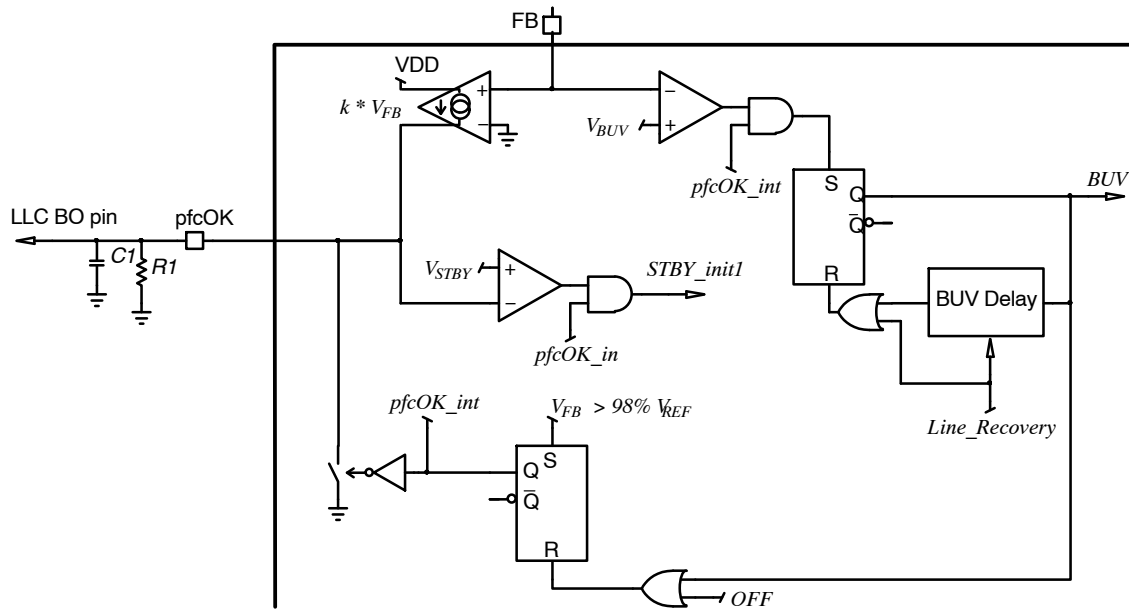 FB
VDD
+
k * V_FB
−
−
V_BUV
+
pfcOK_int
S
Q
BUV
Q̅
LLC BO pin
pfcOK
C1
R1
V_STBY
+
STBY_init1
−
R
BUV Delay
pfcOK_in
pfcOK_int
V_FB > 98% V_REF
Line_Recovery
S
Q
Q̅
R
OFF